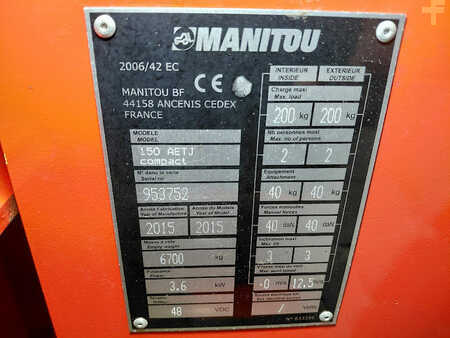 MANITOU
2006/42 EC
CE
MANITOU BF
44158 ANCENIS CEDEX
FRANCE
MODELE
MODEL
150 AETJ
compact
N° dans la serie
Serial nr
953752
Année Fabrication
Year of Manufacture
Année du Modele
Year of Model
2015
2015
Masse à vide
Empty weight
6700 kg
Puissance
Power
3.6 kW
48 VDC
INTERIEUR
INSIDE
EXTERIEUR
OUTSIDE
Charge maxi
Max. load
200 kg 200 kg
Nb personnes maxi
Max. no of persons
2 2
Equipement
Attachment
40 kg 40 kg
Forces manuelles
Manual forces
40 daN 40 daN
Inclinaison maxi
3 ° 3 °
m/s 12.5 m/s